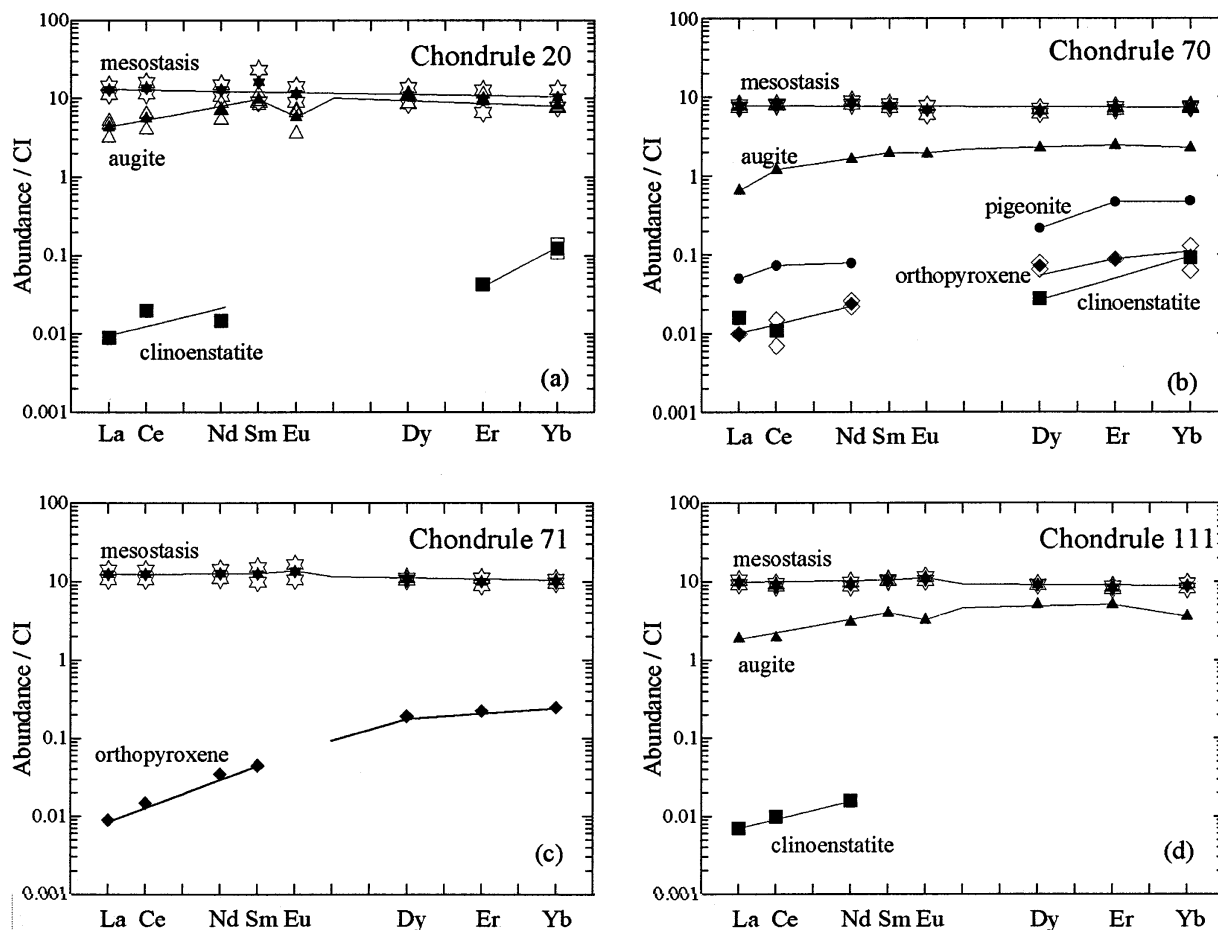 100
10
1
0.1
0.01
0.001
Abundance / CI
Chondrule 20
mesostasis
augite
clinoenstatite
(a)
La Ce Nd Sm Eu Dy Er Yb
100
10
1
0.1
0.01
0.001
Abundance / CI
Chondrule 70
mesostasis
augite
pigeonite
orthopyroxene
clinoenstatite
(b)
La Ce Nd Sm Eu Dy Er Yb
100
10
1
0.1
0.01
0.001
Abundance / CI
Chondrule 71
mesostasis
orthopyroxene
(c)
La Ce Nd Sm Eu Dy Er Yb
100
10
1
0.1
0.01
0.001
Abundance / CI
Chondrule 111
mesostasis
augite
clinoenstatite
(d)
La Ce Nd Sm Eu Dy Er Yb